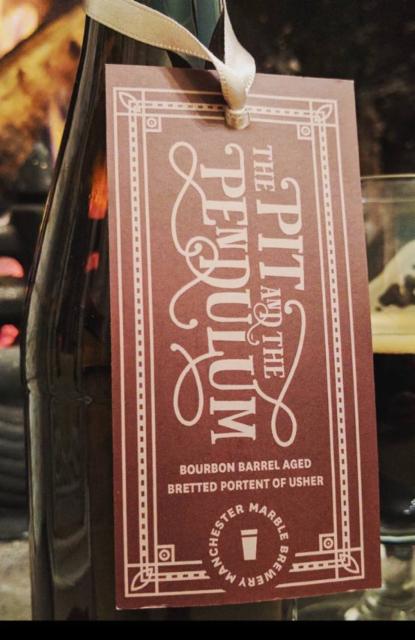 THE PIT AND THE
PENDULUM
BOURBON BARREL AGED
BRETTED PORTENT OF USHER
MANCHESTER MARBLE BREWERY